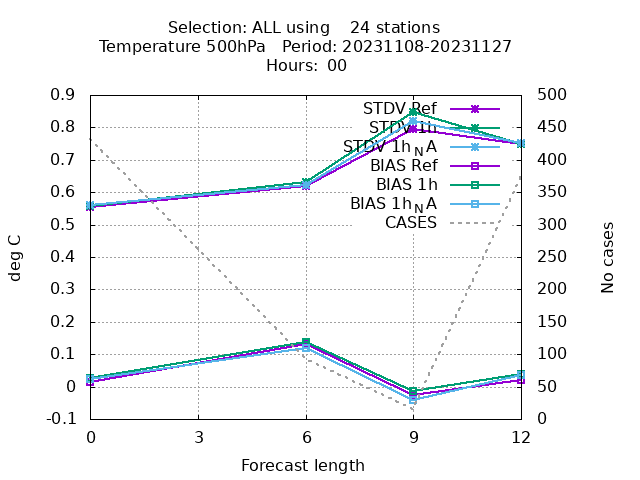 Selection: ALL using 24 stations
Temperature 500hPa Period: 20231108-20231127
Hours: 00
0.9
0.8
0.7
0.6
0.5
0.4
0.3
0.2
0.1
0
-0.1
500
450
400
350
300
250
200
150
100
50
0
STDV Ref
STDV 1h
STDV 1hNA
BIAS Ref
BIAS 1h
BIAS 1hNA
CASES
deg C
No cases
0 3 6 9 12
Forecast length